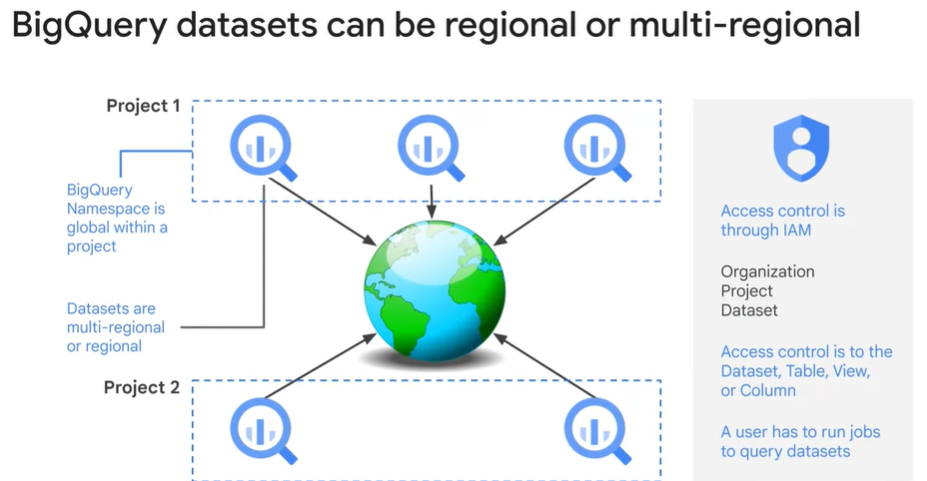 BigQuery datasets can be regional or multi-regional
Project 1
BigQuery
Namespace is
global within a
project
Datasets are
multi-regional
or regional
Project 2
Access control is
through IAM
Organization
Project
Dataset
Access control is to the
Dataset, Table, View,
or Column
A user has to run jobs
to query datasets